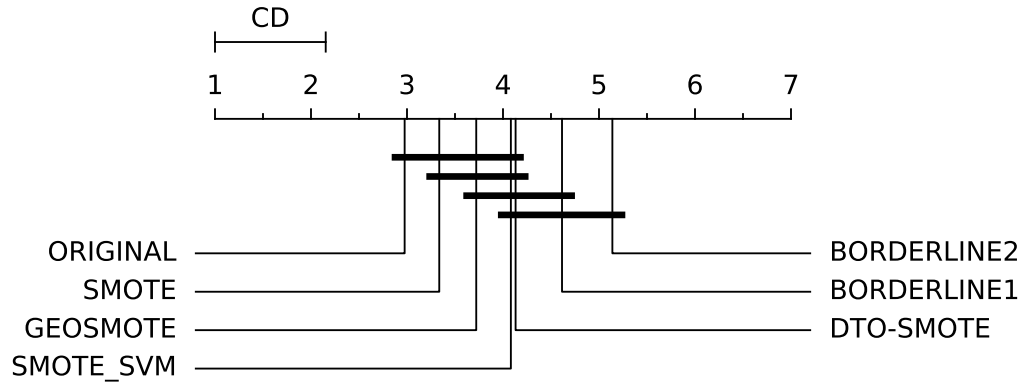 CD
1 2 3 4 5 6 7
ORIGINAL BORDERLINE2
SMOTE BORDERLINE1
GEOSMOTE DTO-SMOTE
SMOTE_SVM